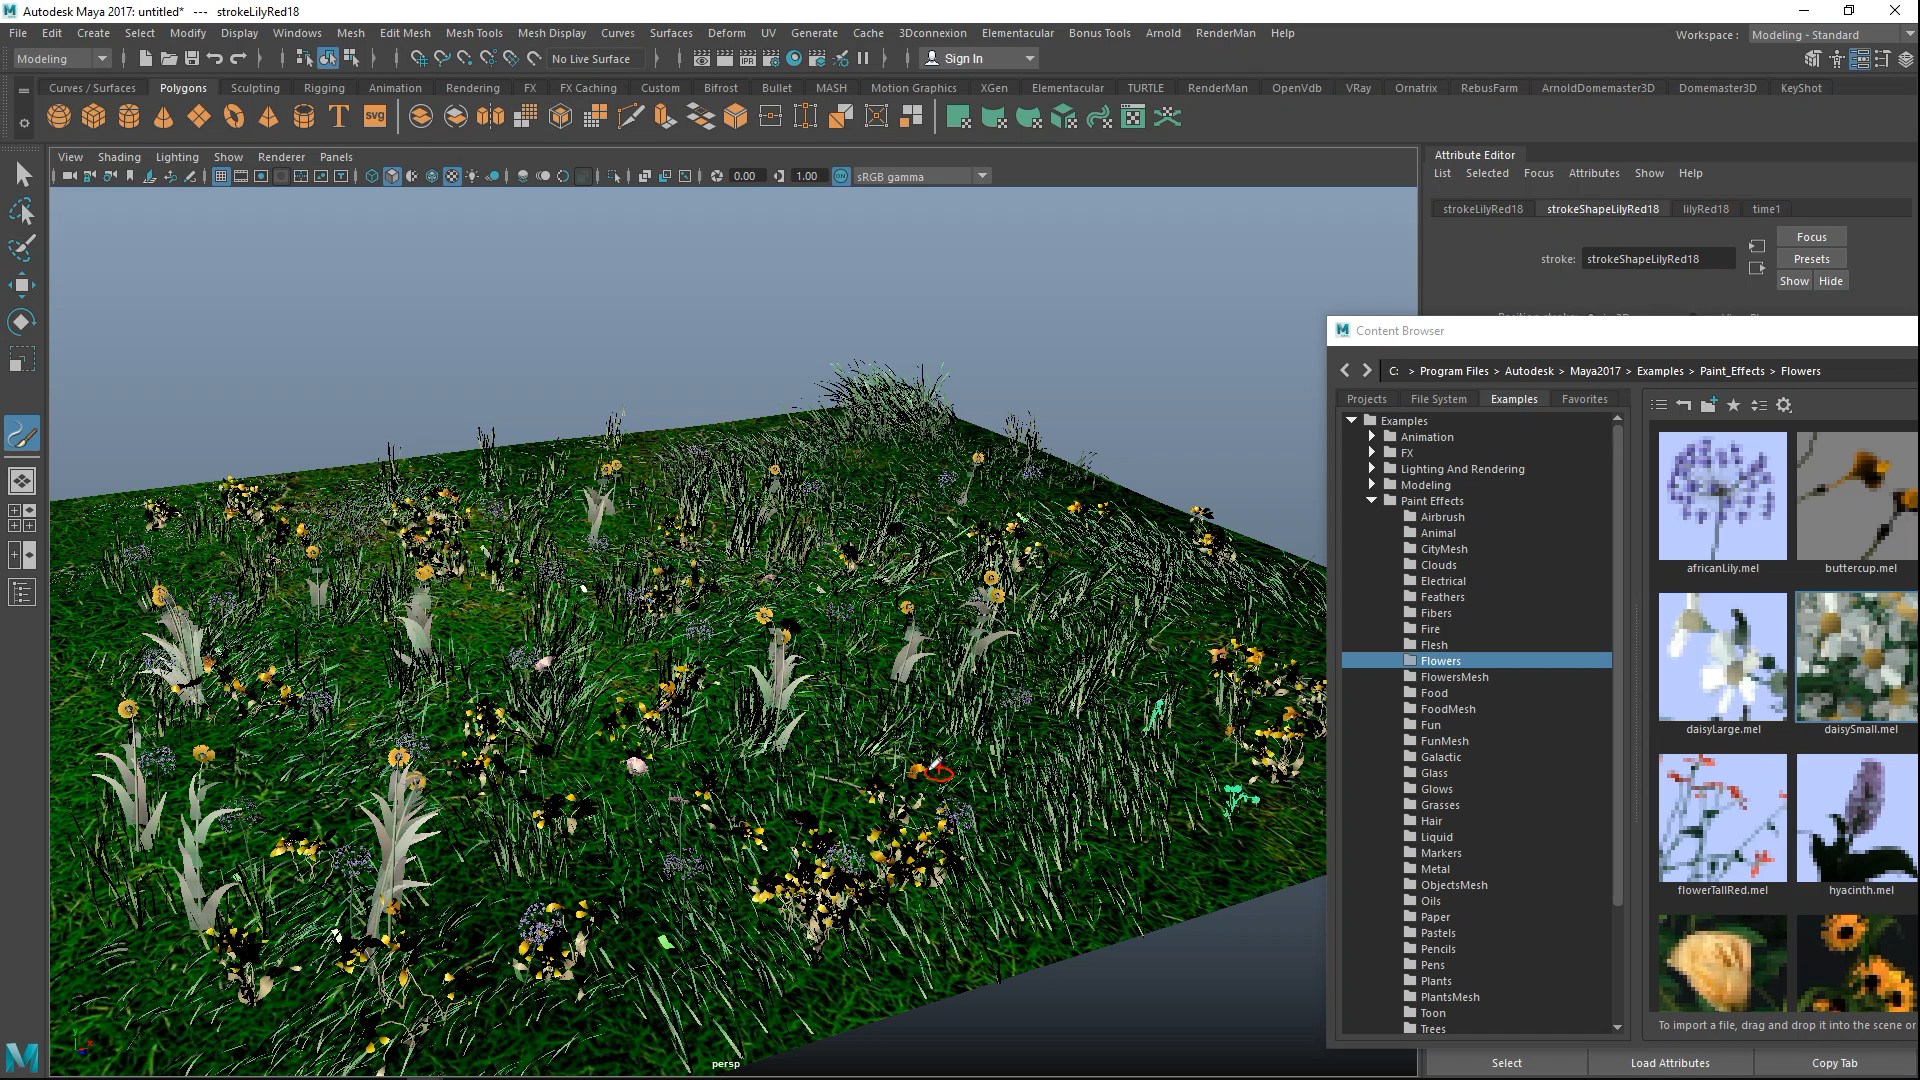 Autodesk Maya 2017: untitled*   ---   strokeLilyRed18
File Edit Create Select Modify Display Windows Mesh Edit Mesh Mesh Tools Mesh Display Curves Surfaces Deform UV Generate Cache 3Dconnexion Elementacular Bonus Tools Arnold RenderMan Help
Workspace : Modeling - Standard
Modeling No Live Surface IPR Sign In
Curves / Surfaces Polygons Sculpting Rigging Animation Rendering FX FX Caching Custom Bifrost Bullet MASH Motion Graphics XGen Elementacular TURTLE RenderMan OpenVdb VRay Ornatrix RebusFarm ArnoldDomemaster3D Domemaster3D KeyShot
T svg
View Shading Lighting Show Renderer Panels
0.00 1.00 ON sRGB gamma
Attribute Editor
List Selected Focus Attributes Show Help
strokeLilyRed18 strokeShapeLilyRed18 lilyRed18 time1
stroke: strokeShapeLilyRed18
Focus
Presets
Show Hide
Content Browser
C: > Program Files > Autodesk > Maya2017 > Examples > Paint_Effects > Flowers
Projects File System Examples Favorites
Examples
Animation
FX
Lighting And Rendering
Modeling
Paint Effects
Airbrush
Animal
CityMesh
Clouds
Electrical
Feathers
Fibers
Fire
Flesh
Flowers
FlowersMesh
Food
FoodMesh
Fun
FunMesh
Galactic
Glass
Glows
Grasses
Hair
Liquid
Markers
Metal
ObjectsMesh
Oils
Paper
Pastels
Pencils
Pens
Plants
PlantsMesh
Toon
Trees
africanLily.mel buttercup.mel
daisyLarge.mel daisySmall.mel
flowerTallRed.mel hyacinth.mel
To import a file, drag and drop it into the scene or
persp
Select Load Attributes Copy Tab